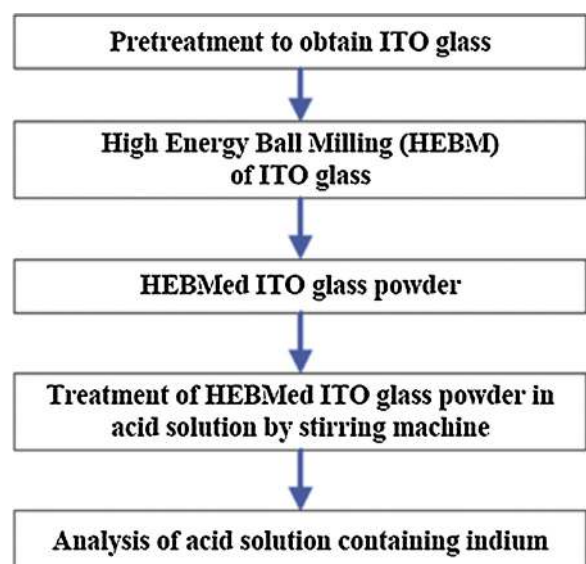 Pretreatment to obtain ITO glass
High Energy Ball Milling (HEBM)
of ITO glass
HEBMed ITO glass powder
Treatment of HEBMed ITO glass powder in
acid solution by stirring machine
Analysis of acid solution containing indium